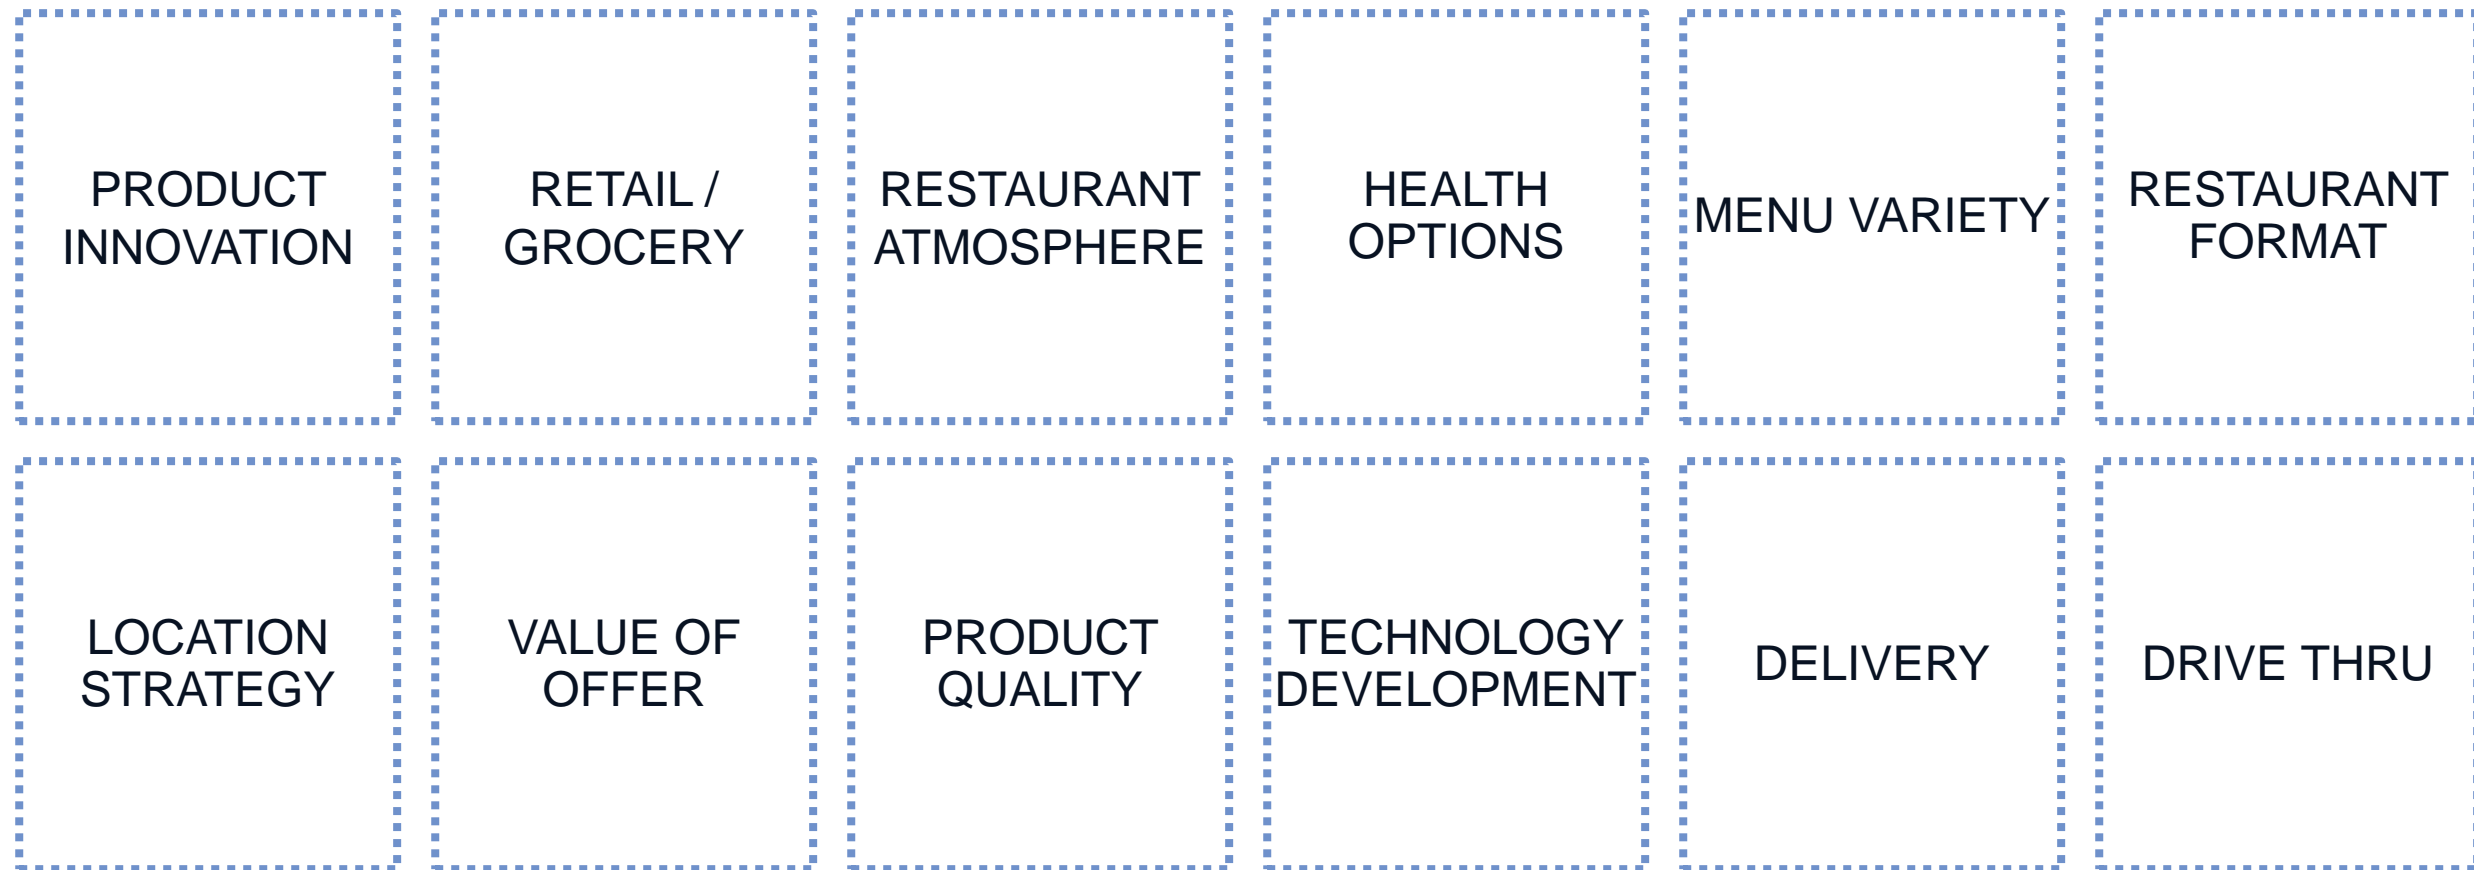 PRODUCT
INNOVATION
RETAIL /
GROCERY
RESTAURANT
ATMOSPHERE
HEALTH
OPTIONS
MENU VARIETY
RESTAURANT
FORMAT
LOCATION
STRATEGY
VALUE OF
OFFER
PRODUCT
QUALITY
TECHNOLOGY
DEVELOPMENT
DELIVERY
DRIVE THRU